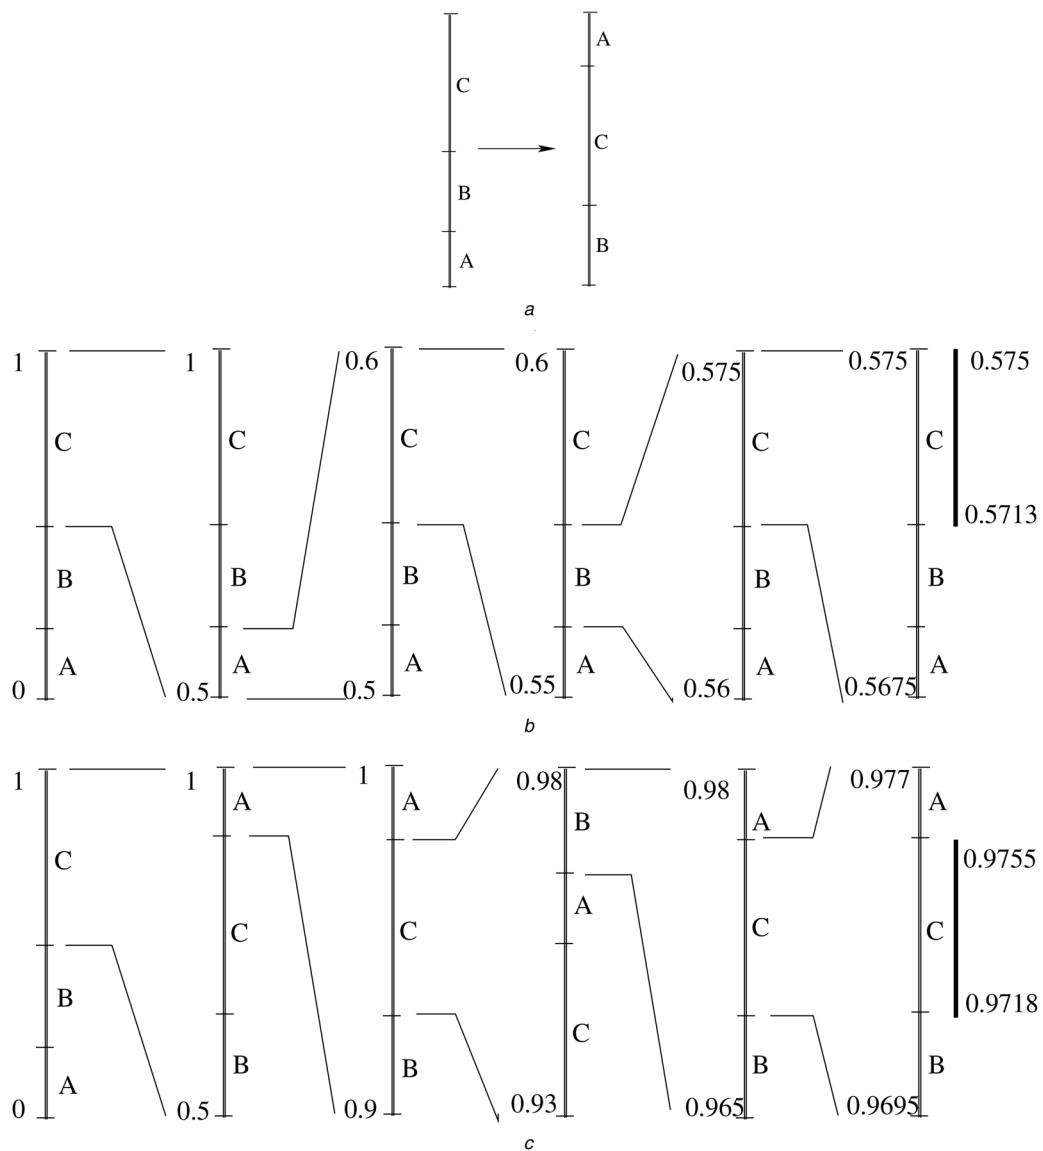 A
C
C
B
B
A
a
1 1 0.6 0.6 0.575 0.575 0.575
C C C C C C
0.5713
B B B B B B
A A A A A A
0 0.5 0.5 0.55 0.56 0.5675
b
1 1 1 0.98 0.98 0.977
A A B A A
C 0.9755
C C A C C
B 0.9718
C
A B B B B
0 0.5 0.9 0.93 0.965 0.9695
c